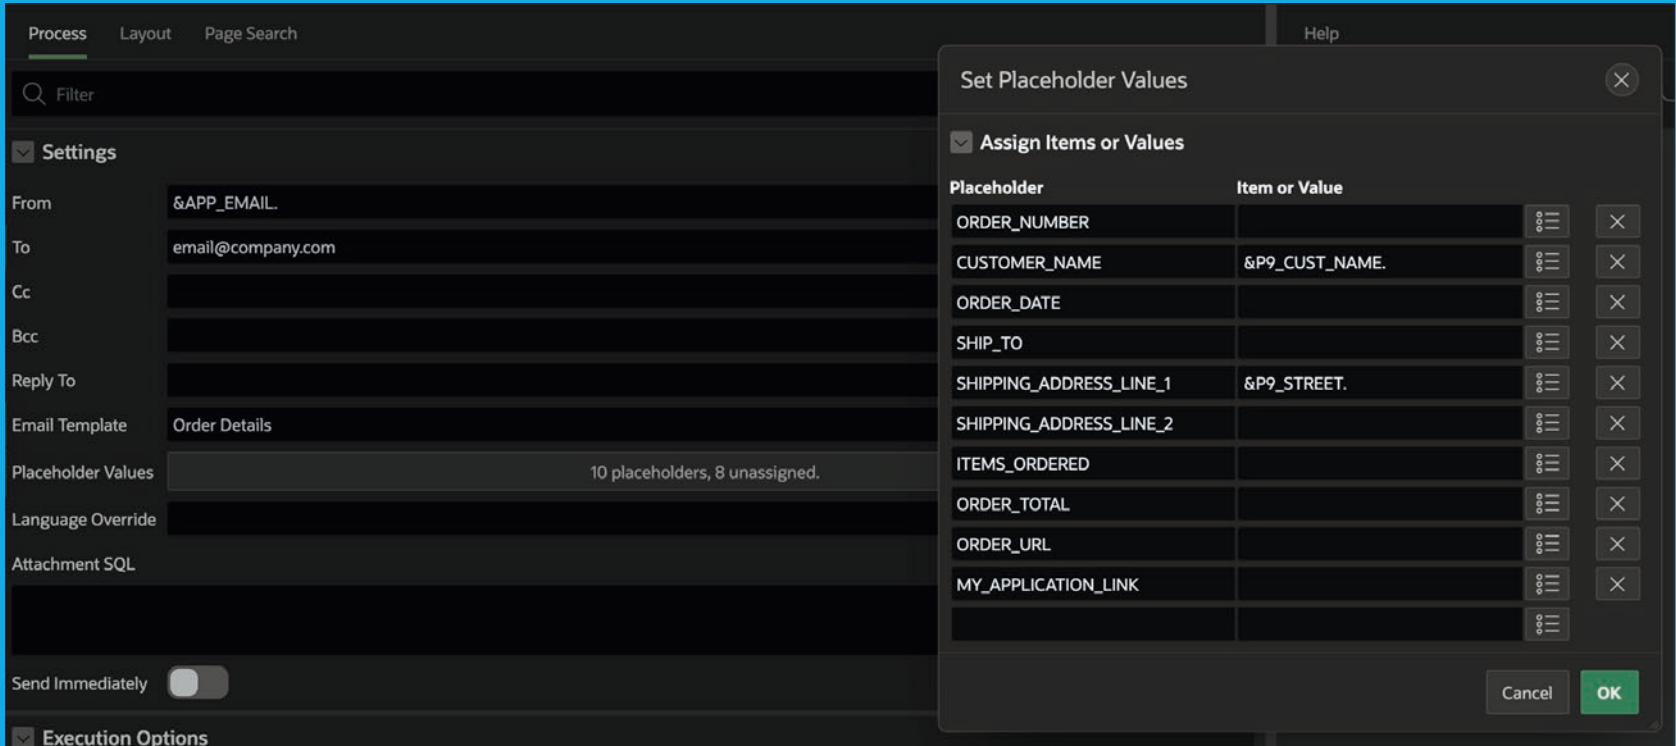 Process Layout Page Search
Help
Filter
Settings
From &APP_EMAIL.
To email@company.com
Cc
Bcc
Reply To
Email Template Order Details
Placeholder Values 10 placeholders, 8 unassigned.
Language Override
Attachment SQL
Send Immediately
Execution Options
Set Placeholder Values
Assign Items or Values
Placeholder Item or Value
ORDER_NUMBER
CUSTOMER_NAME &P9_CUST_NAME.
ORDER_DATE
SHIP_TO
SHIPPING_ADDRESS_LINE_1 &P9_STREET.
SHIPPING_ADDRESS_LINE_2
ITEMS_ORDERED
ORDER_TOTAL
ORDER_URL
MY_APPLICATION_LINK
Cancel OK